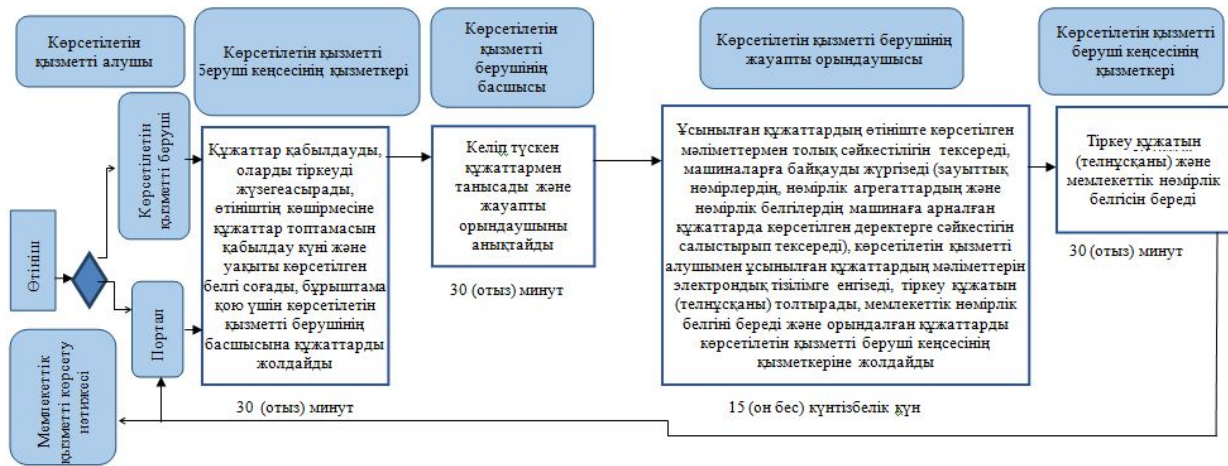 Көрсетілетін
қызметті алушы
Көрсетілетін қызметті
Беруші кеңсесінің қызметкері
Көрсетілетін
қызметті
берушінің
басшысы
Көрсетілетін қызметті берушінің
жауапты орындаушысы
Көрсетілетін қызметті
беруші кеңсесінің
қызметкері
Өтініш
Көрсетілетін
қызметті беруші
Портал
Мемлекеттік
қызметті көрсету
нәтижесі
Құжаттар қабылдауды,
оларды тіркеуді
жүзегеасырады,
өтініштің көшірмесіне
құжаттар топтамасын
қабылдау күні және
уақыты көрсетілген
белгі соғады, бұрыштама
қою үшін көрсетілетін
қызметті берушінің
басшысына құжаттарды
жолдайды
30 (отыз) минут
Келіп түскен
құжаттармен
танысады және
жауапты
орындаушыны
анықтайды
30 (отыз) минут
Ұсынылған құжаттардың өтініште көрсетілген
мәліметтермен толық сәйкестілігін тексереді,
машиналарға байқауды жүргізеді (зауыттық
нөмірлердің, нөмірлік агрегаттардың және
нөмірлік белгілердің машинаға арналған
құжаттарда көрсетілген деректерге сәйкестігін
салыстырып тексереді), көрсетілетін қызметті
алушымен ұсынылған құжаттардың мәліметтерін
электрондық тізілімге енгізеді, тіркеу құжатын
(телнұсқаны) толтырады, мемлекеттік нөмірлік
белгіні береді және орындалған құжаттарды
көрсетілетін қызметті беруші кеңсесінің
қызметкеріне жолдайды
15 (он бес) күнтізбелік күн
Тіркеу құжатын
(телнұсқаны) және
мемлекеттік нөмірлік
белгісін береді
30 (отыз) минут